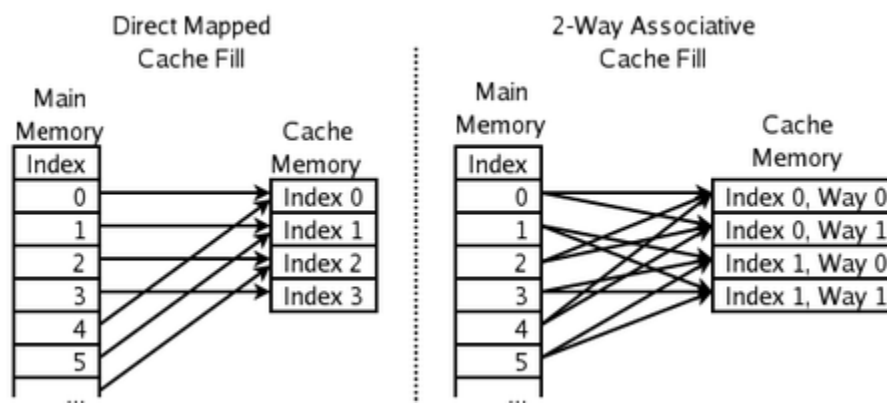 Direct Mapped
Cache Fill
Main
Memory
Index
0
1
2
3
4
5
Cache
Memory
Index 0
Index 1
Index 2
Index 3
2-Way Associative
Cache Fill
Main
Memory
Index
0
1
2
3
4
5
Cache
Memory
Index 0, Way 0
Index 0, Way 1
Index 1, Way 0
Index 1, Way 1